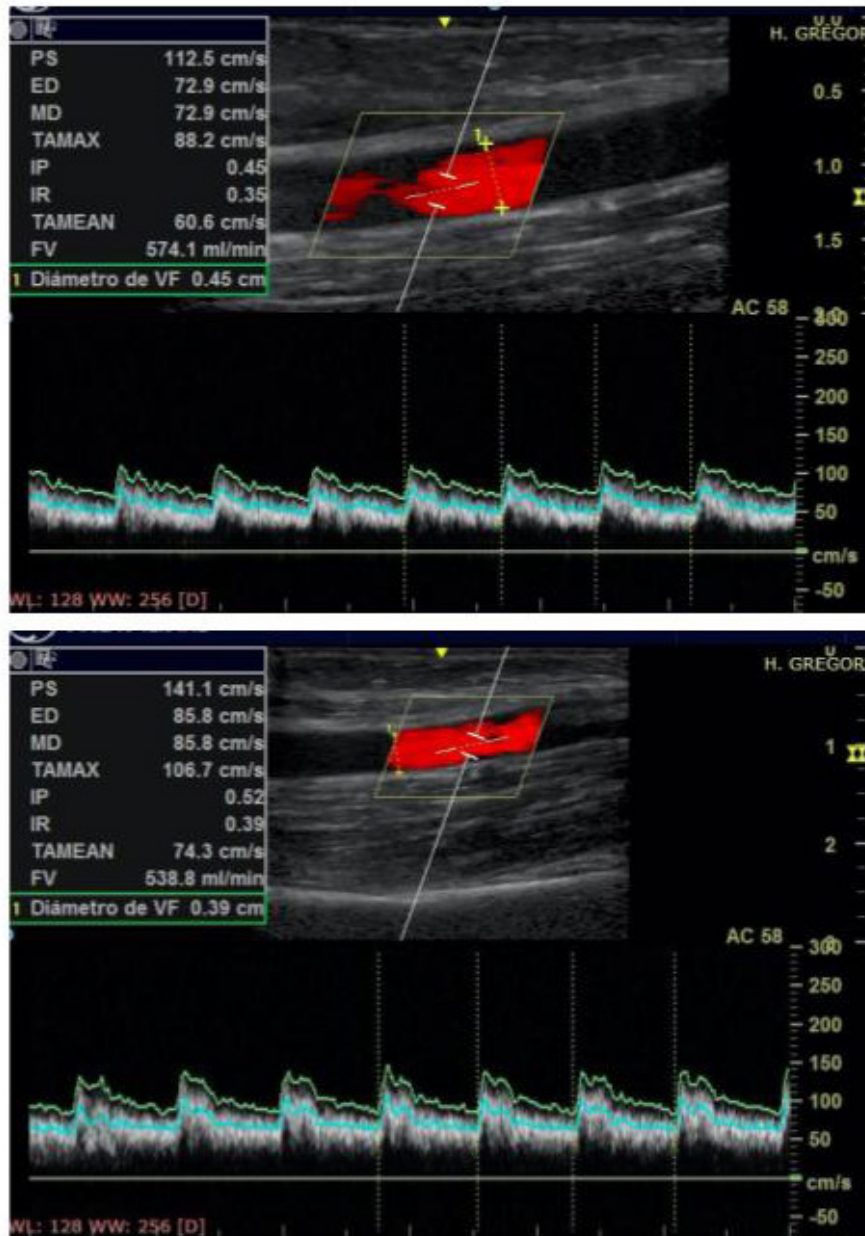 0.0
H. GREGOR
PS 112.5 cm/s
ED 72.9 cm/s
MD 72.9 cm/s
TAMAX 88.2 cm/s
IP 0.45
IR 0.35
TAMEAN 60.6 cm/s
FV 574.1 ml/min
1 Diámetro de VF 0.45 cm
0.5
1.0
1.5
1
AC 58
300
250
200
150
100
50
cm/s
-50
WL: 128 WW: 256 [D]
H. GREGOR
PS 141.1 cm/s
ED 85.8 cm/s
MD 85.8 cm/s
TAMAX 106.7 cm/s
IP 0.52
IR 0.39
TAMEAN 74.3 cm/s
FV 538.8 ml/min
1 Diámetro de VF 0.39 cm
1
2
AC 58
300
250
200
150
100
50
cm/s
-50
WL: 128 WW: 256 [D]